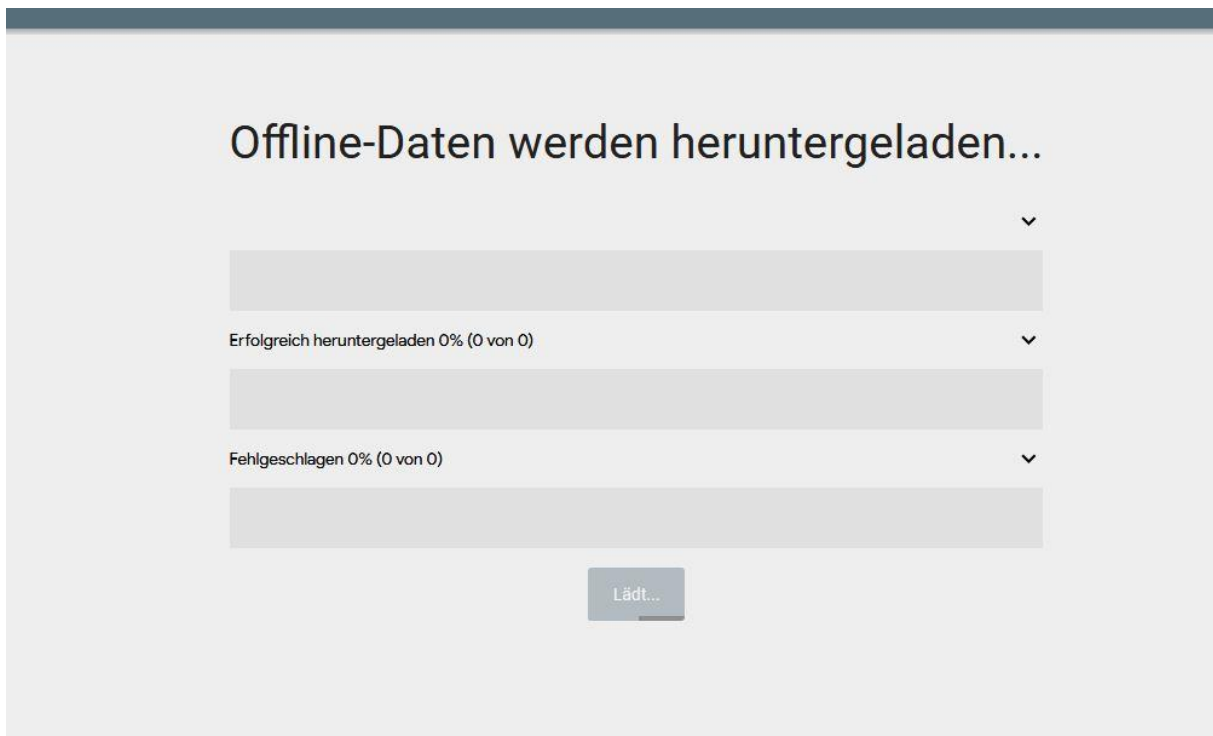 Offline-Daten werden heruntergeladen...
Erfolgreich heruntergeladen 0% (0 von 0)
Fehlgeschlagen 0% (0 von 0)
Lädt...